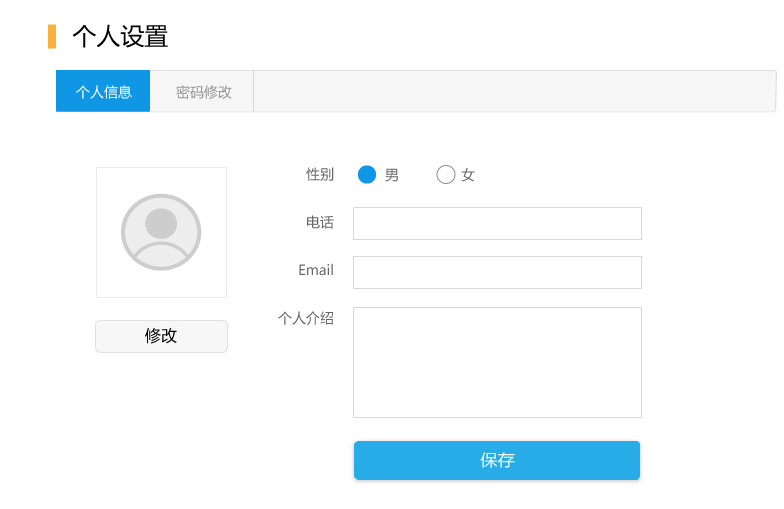 个人设置
个人信息 密码修改
性别 男 女
电话
Email
个人介绍
修改
保存